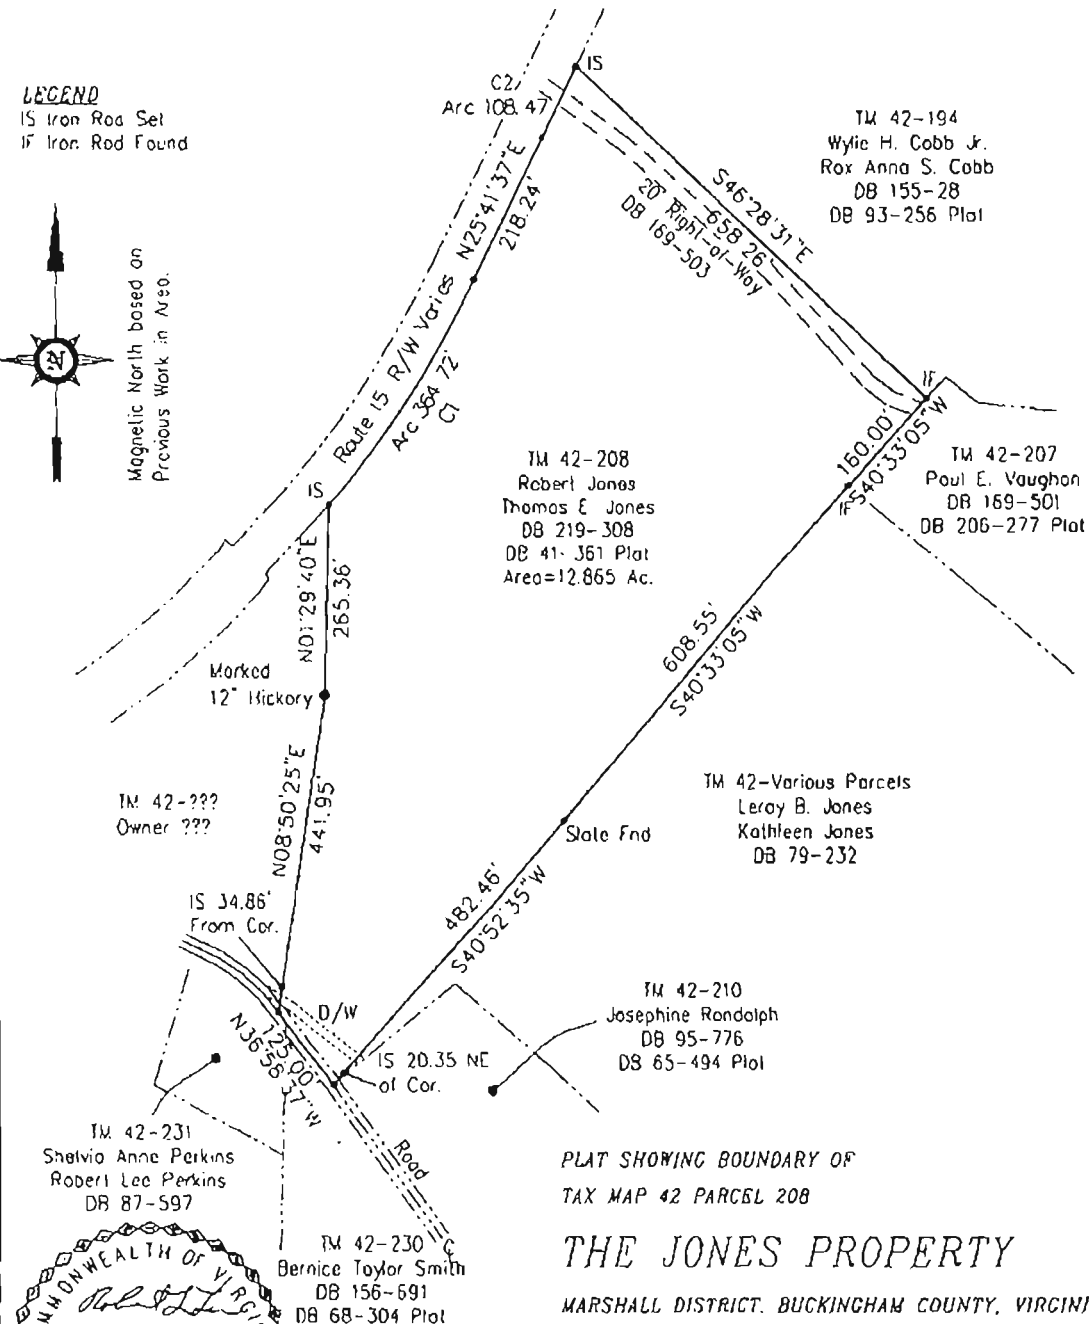 LEGEND
IS Iron Rod Set
IF Iron Rod Found
N
Magnetic North based on
Previous Work in Area.
IS
C2
Arc 108.47
N25°41'37"E
218.24'
Route 15 R/W Varies
Arc 364.72'
C1
S46°28'31"E
658.26'
20' Right-of-Way
DB 169-503
TM 42-194
Wylie H. Cobb Jr.
Rox Anna S. Cobb
DB 155-28
DB 93-256 Plat
IF
160.00'
S40°33'05"W
IF
TM 42-207
Paul E. Vaughan
DB 169-501
DB 206-277 Plat
TM 42-208
Robert Jones
Thomas E. Jones
DB 219-308
DB 41-361 Plat
Area=12.865 Ac.
IS
N01°29'40"E
265.36'
Marked
12" Hickory
608.55'
S40°33'05"W
TM 42-???
Owner ???
N08°50'25"E
441.95'
TM 42-Various Parcels
Leroy B. Jones
Kathleen Jones
DB 79-232
Slate Fnd
482.46'
S40°52'35"W
IS 34.86'
From Cor.
D/W
125.00'
N36°58'37"W
IS 20.35 NE
of Cor.
TM 42-210
Josephine Randolph
DB 95-776
DB 65-494 Plat
Road
TM 42-231
Shelvia Anne Perkins
Robert Lee Perkins
DB 87-597
TM 42-230
Bernice Taylor Smith
DB 156-691
DB 68-304 Plat
PLAT SHOWING BOUNDARY OF
TAX MAP 42 PARCEL 208
THE JONES PROPERTY
MARSHALL DISTRICT. BUCKINGHAM COUNTY, VIRGINI
MMONWEALTH OF VIRGI